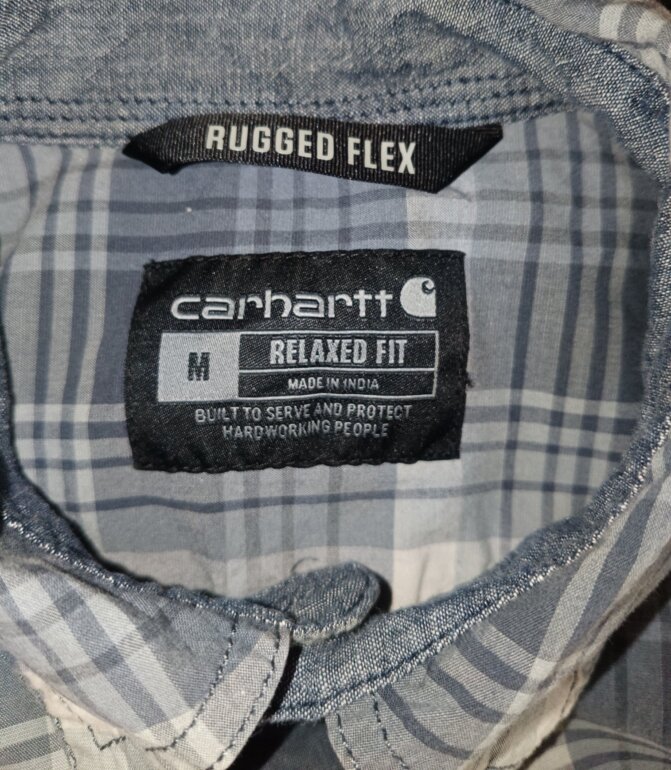 RUGGED FLEX
carhartt
M
RELAXED FIT
MADE IN INDIA
BUILT TO SERVE AND PROTECT
HARDWORKING PEOPLE